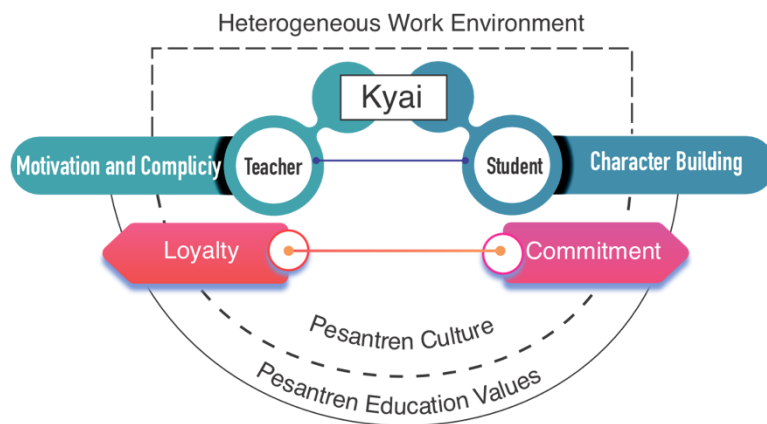 Heterogeneous Work Environment
Kyai
Motivation and Compliciy
Teacher
Student
Character Building
Loyalty
Commitment
Pesantren Culture
Pesantren Education Values